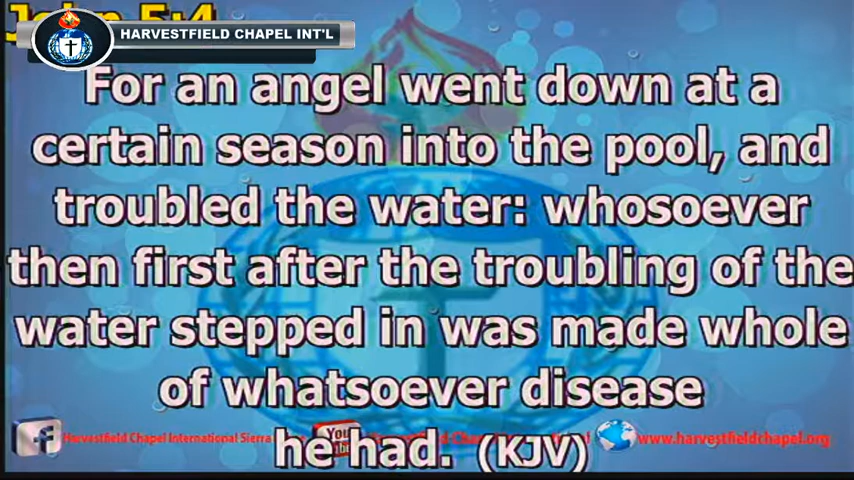 John 5:4
HARVESTFIELD CHAPEL INT'L
For an angel went down at a
certain season into the pool, and
troubled the water: whosoever
then first after the troubling of the
water stepped in was made whole
of whatsoever disease
he had. (KJV)
Harvestfield Chapel International Sierra
You
www.harvestfieldchapel.org